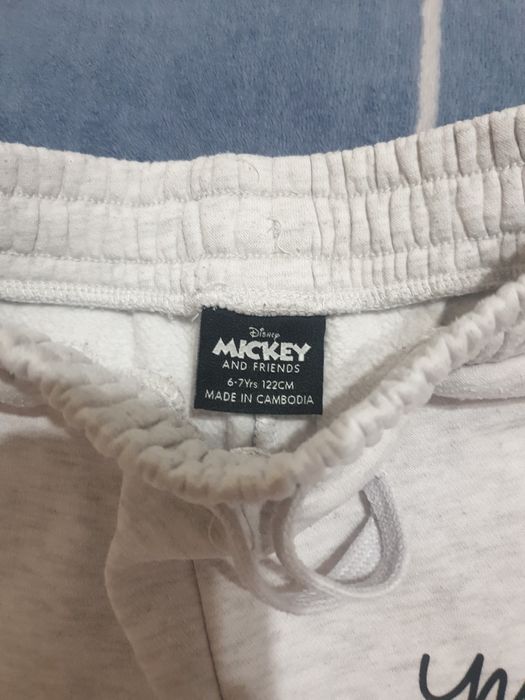 Disney
MICKEY
AND FRIENDS
6-7Yrs 122CM
MADE IN CAMBODIA